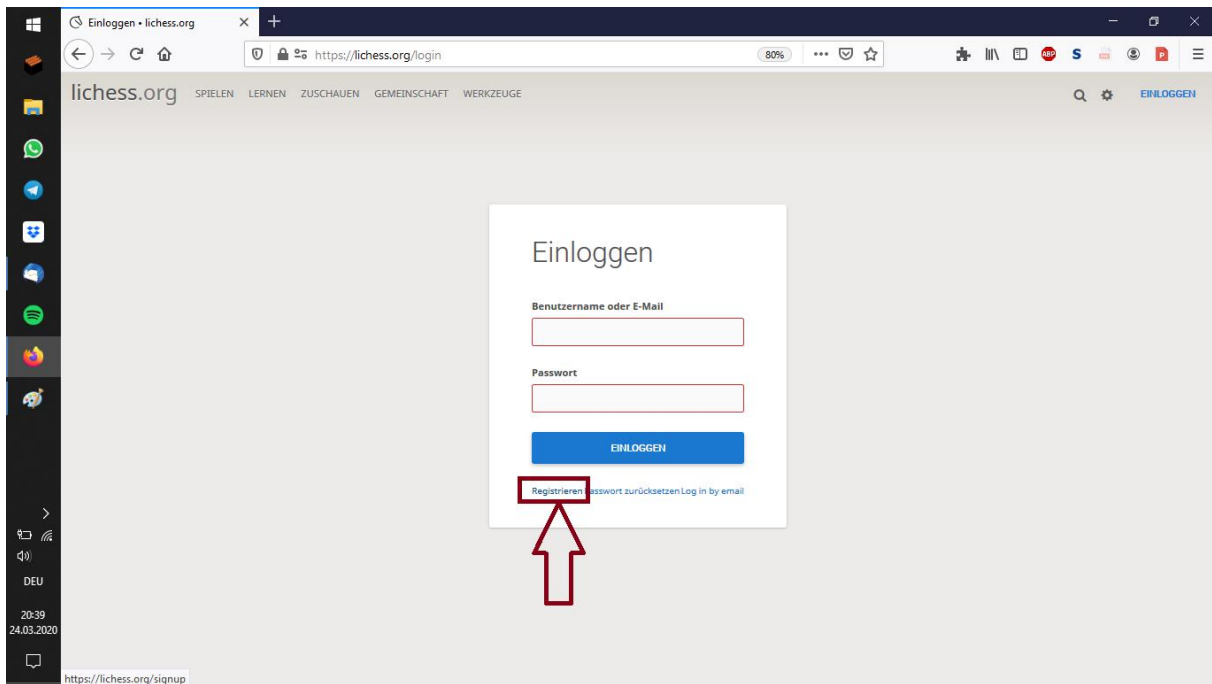 Einloggen • lichess.org
https://lichess.org/login
80%
ABP
S
P
lichess.org SPIELEN LERNEN ZUSCHAUEN GEMEINSCHAFT WERKZEUGE
EINLOGGEN
Einloggen
Benutzername oder E-Mail
Passwort
EINLOGGEN
Registrieren Passwort zurücksetzen Log in by email
DEU
20:39
24.03.2020
https://lichess.org/signup